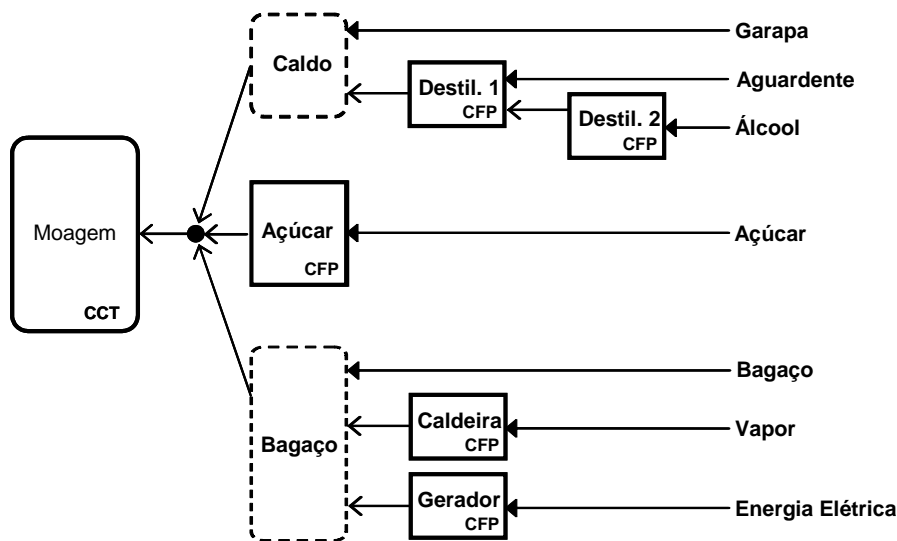 Garapa
Caldo
Destil. 1
CFP
Aguardente
Destil. 2
CFP
Álcool
Moagem
CCT
Açúcar
CFP
Açúcar
Bagaço
Bagaço
Caldeira
CFP
Vapor
Gerador
CFP
Energia Elétrica